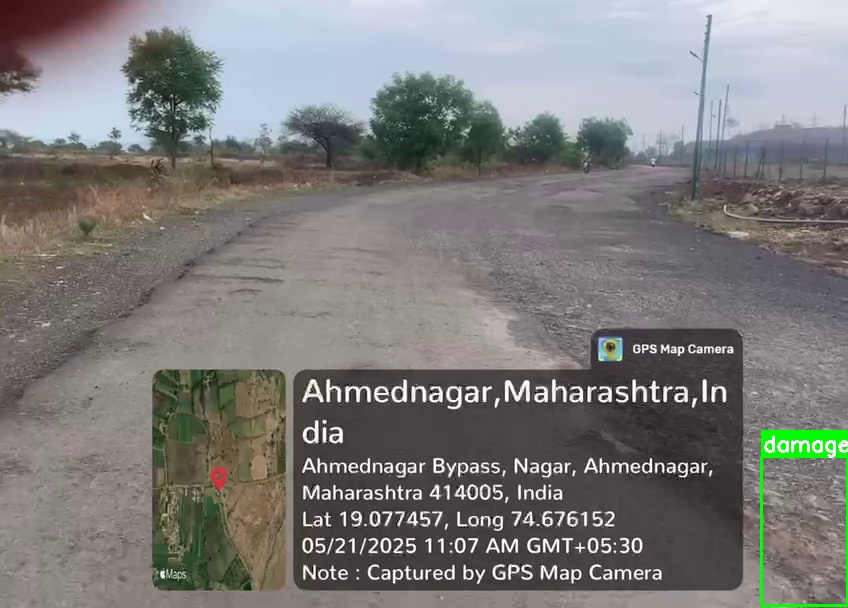 GPS Map Camera
Ahmednagar,Maharashtra,In
dia
Ahmednagar Bypass, Nagar, Ahmednagar,
Maharashtra 414005, India
Lat 19.077457, Long 74.676152
05/21/2025 11:07 AM GMT+05:30
Note : Captured by GPS Map Camera
Maps
damage